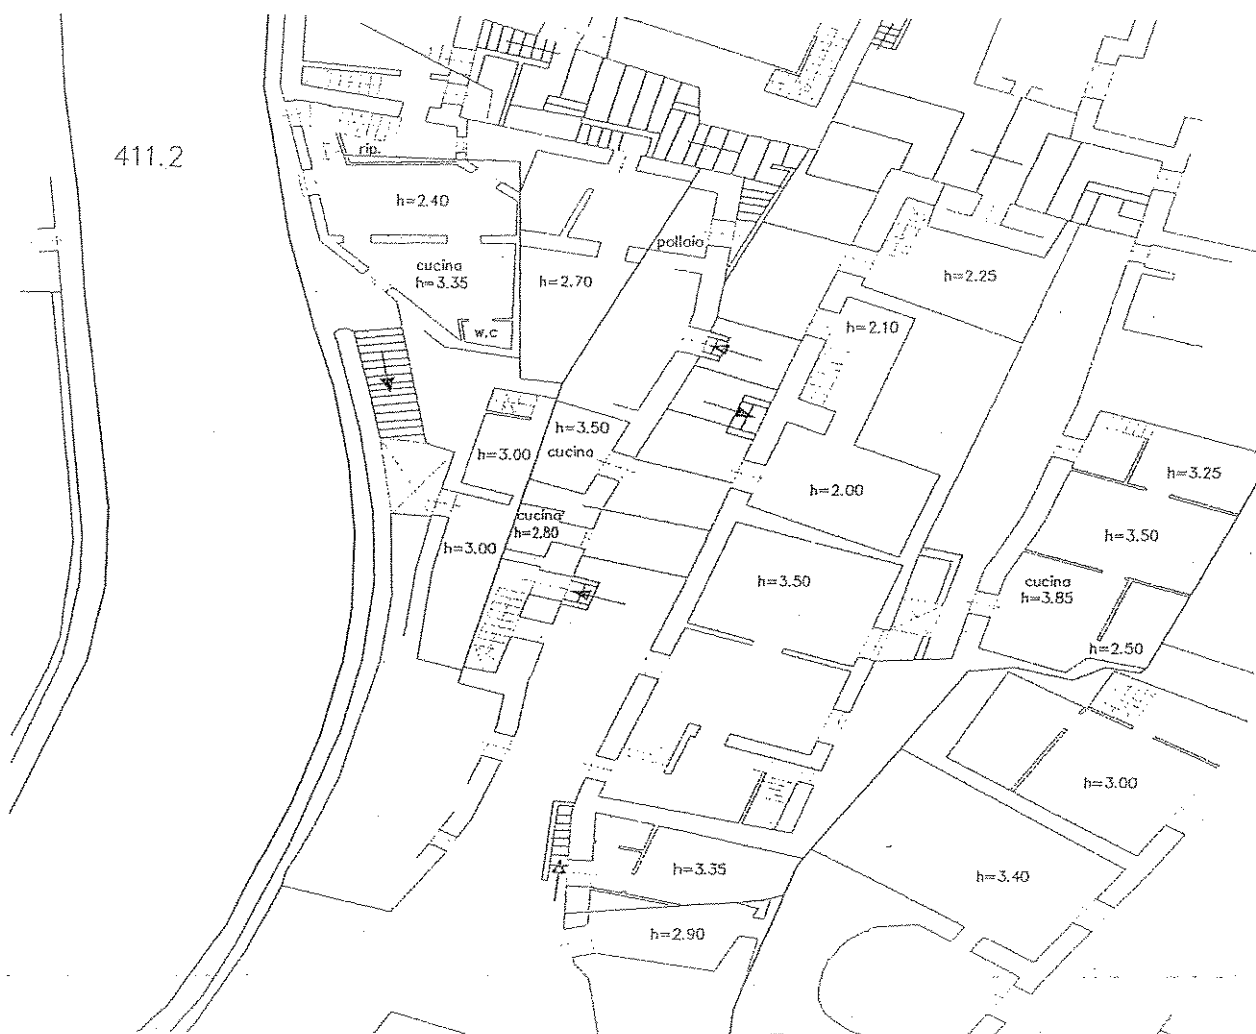 411.2
rip.
h=2.40
pollaio
cucina
h=3.35
h=2.70
h=2.25
h=2.10
w.c
h=3.50
cucina
h=3.00
h=3.25
h=2.00
cucina
h=2.80
h=3.00
h=3.50
h=3.50
cucina
h=3.85
h=2.50
h=3.00
h=3.35
h=3.40
h=2.90